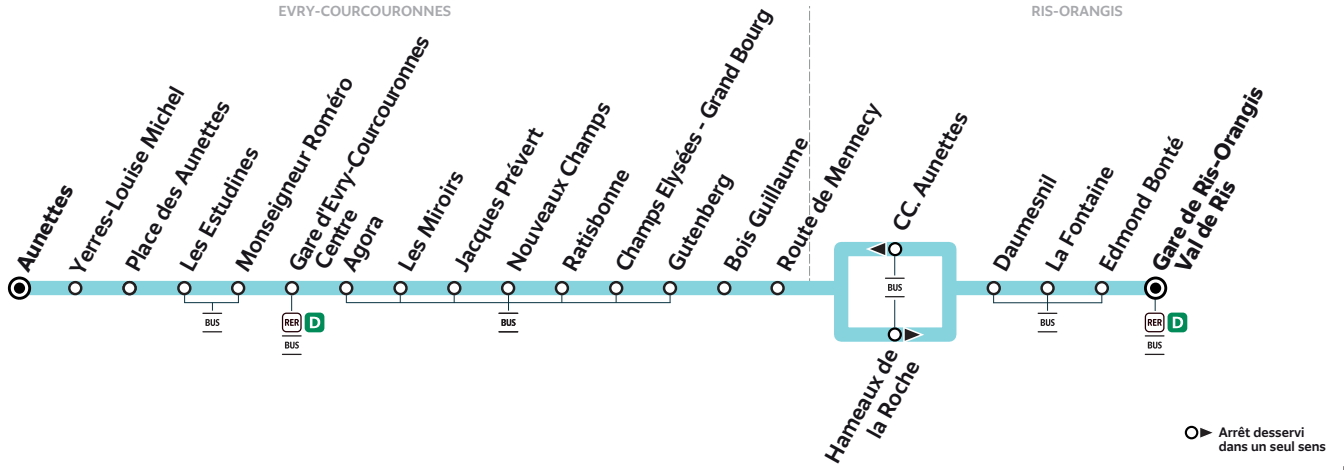 EVRY-COURCOURONNES
RIS-ORANGIS
Aunettes
Yerres-Louise Michel
Place des Aunettes
Les Estudines
Monseigneur Roméro
Gare d'Evry-Courcouronnes
Centre
Agora
Les Miroirs
Jacques Prévert
Nouveaux Champs
Ratisbonne
Champs Elysées - Grand Bourg
Gutenberg
Bois Guillaume
Route de Mennecy
CC. Aunettes
Hameaux de
la Roche
Daumesnil
La Fontaine
Edmond Bonté
Gare de Ris-Orangis
Val de Ris
BUS
RER D
BUS
BUS
BUS
BUS
RER D
BUS
Arrêt desservi
dans un seul sens